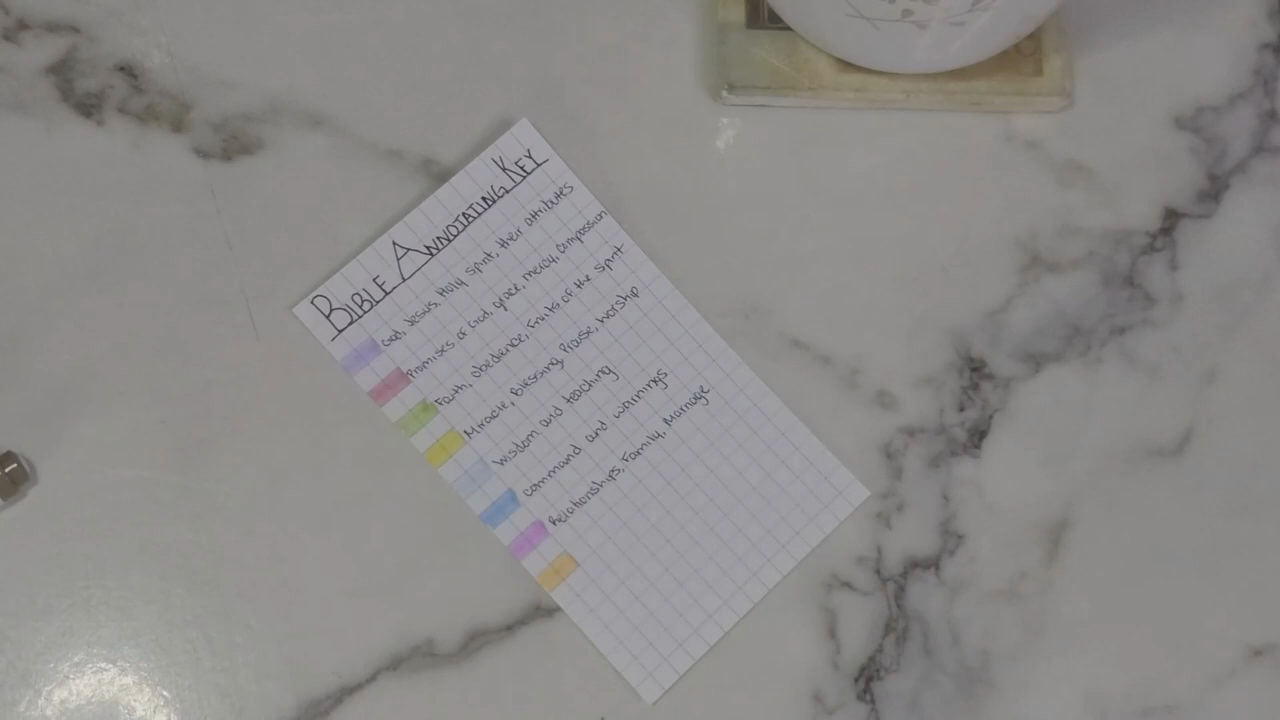 BIBLE ANNOTATING KEY
God, Jesus, Holy Spirit, their attributes
Promises of God, grace, mercy, compassion
Faith, obedience, Fruits of the Spirit
Miracle, Blessing, Praise, Worship
Wisdom and teaching
command and warnings
Relationships, Family, Marriage